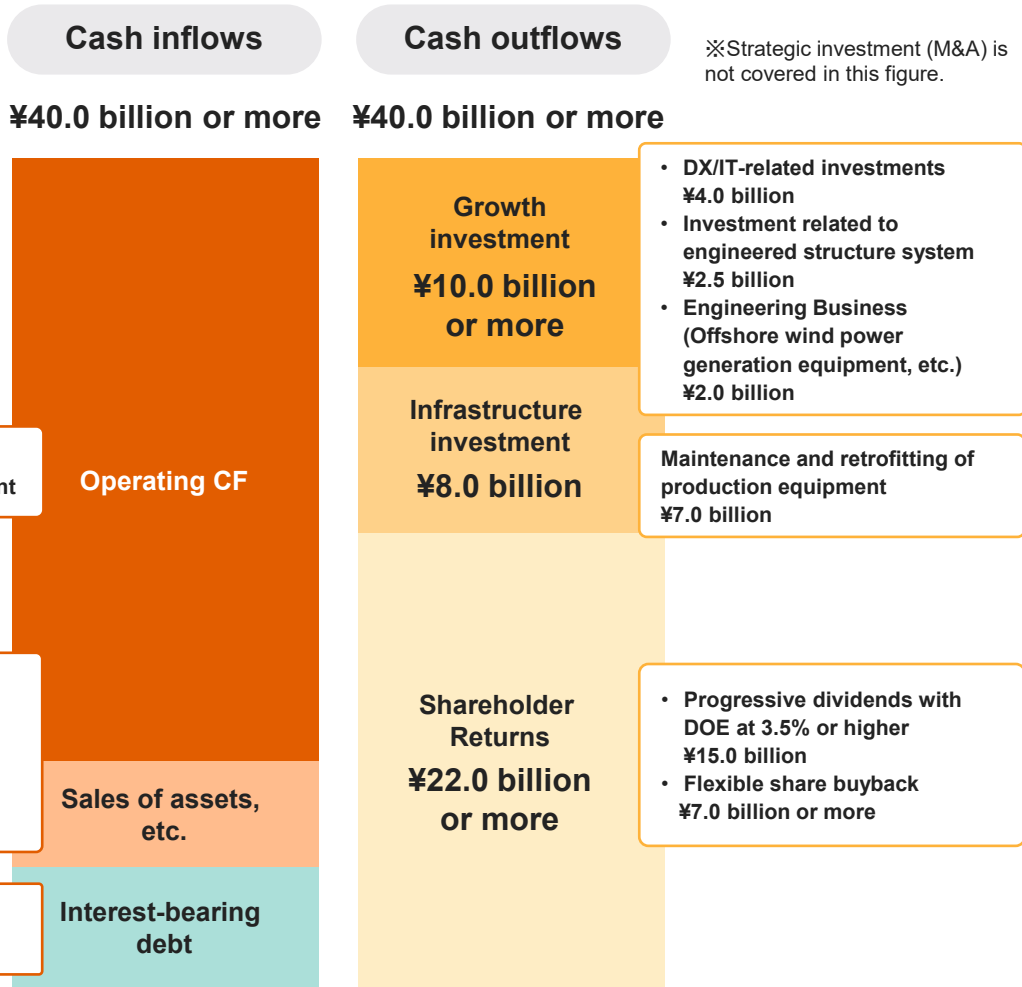 Cash inflows
Cash outflows
※Strategic investment (M&A) is
not covered in this figure.
¥40.0 billion or more
¥40.0 billion or more
Operating CF
Sales of assets,
etc.
Interest-bearing
debt
Growth
investment
¥10.0 billion
or more
• DX/IT-related investments
¥4.0 billion
• Investment related to
engineered structure system
¥2.5 billion
• Engineering Business
(Offshore wind power
generation equipment, etc.)
¥2.0 billion
Infrastructure
investment
¥8.0 billion
Maintenance and retrofitting of
production equipment
¥7.0 billion
Shareholder
Returns
¥22.0 billion
or more
• Progressive dividends with
DOE at 3.5% or higher
¥15.0 billion
• Flexible share buyback
¥7.0 billion or more